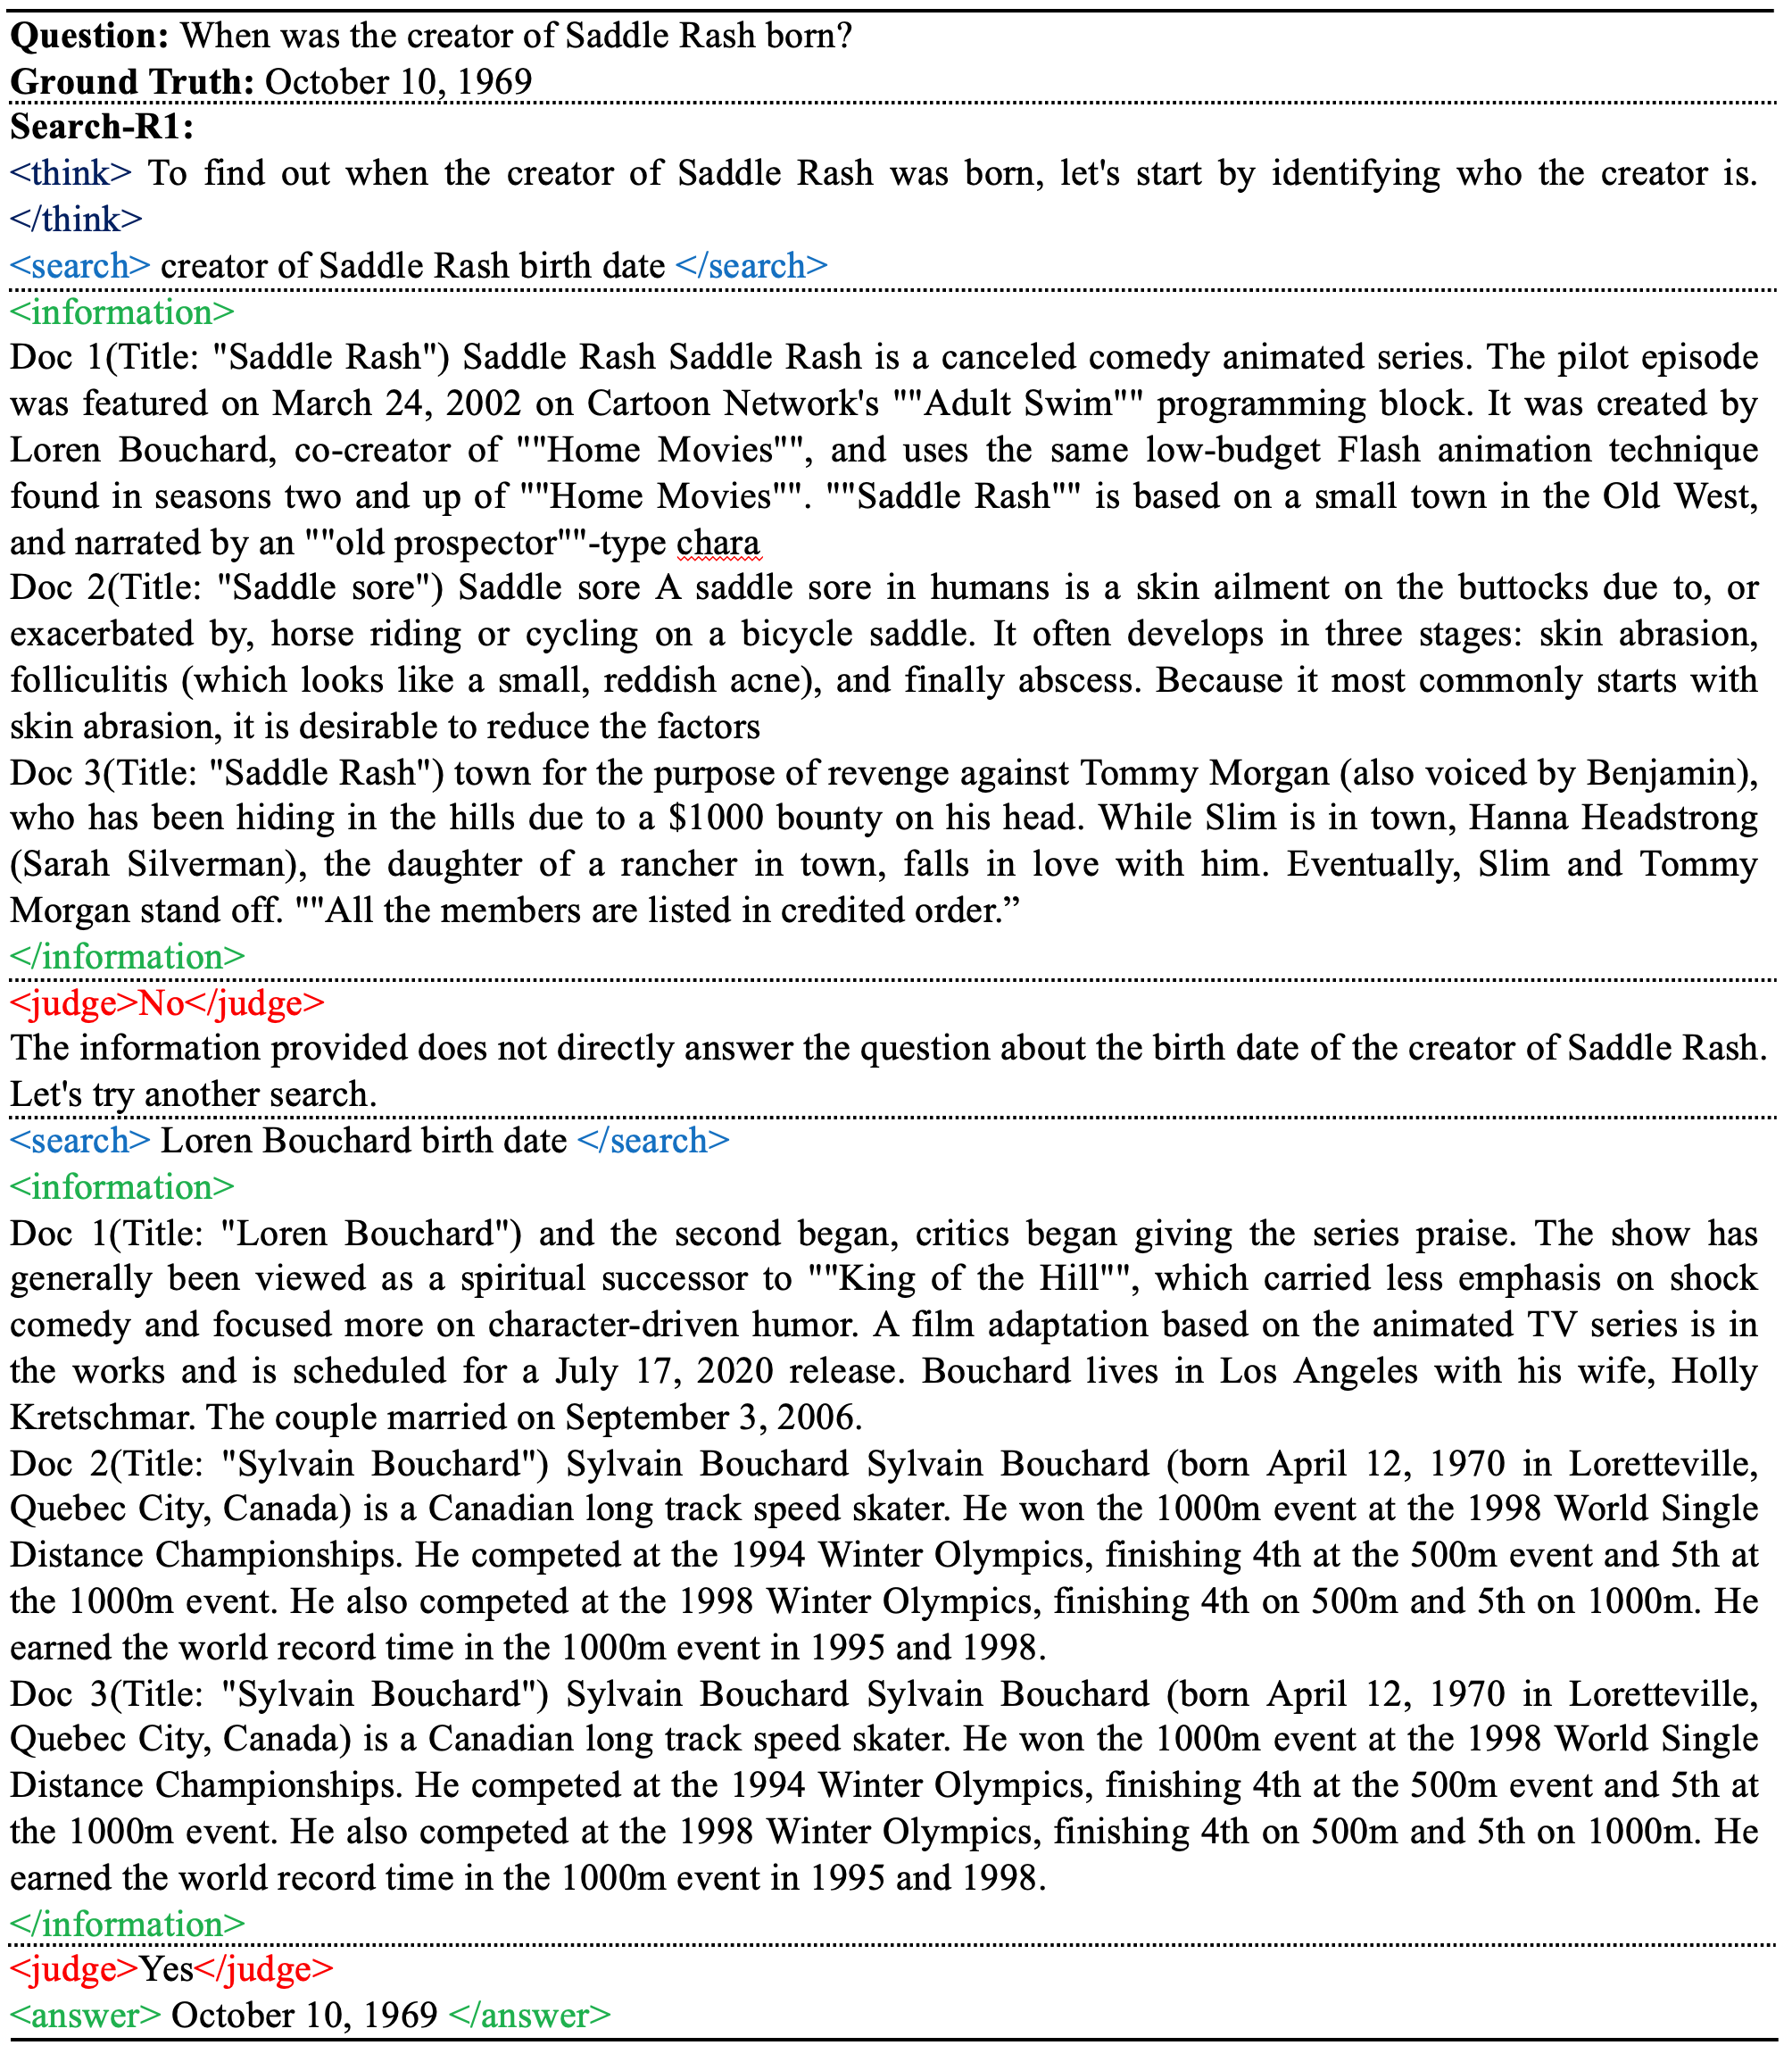 Question: When was the creator of Saddle Rash born?
Ground Truth: October 10, 1969
Search-R1:
<think> To find out when the creator of Saddle Rash was born, let's start by identifying who the creator is.
</think>
<search> creator of Saddle Rash birth date </search>
<information>
Doc 1(Title: "Saddle Rash") Saddle Rash Saddle Rash is a canceled comedy animated series. The pilot episode
was featured on March 24, 2002 on Cartoon Network's ""Adult Swim"" programming block. It was created by
Loren Bouchard, co-creator of ""Home Movies"", and uses the same low-budget Flash animation technique
found in seasons two and up of ""Home Movies"". ""Saddle Rash"" is based on a small town in the Old West,
and narrated by an ""old prospector""-type chara
Doc 2(Title: "Saddle sore") Saddle sore A saddle sore in humans is a skin ailment on the buttocks due to, or
exacerbated by, horse riding or cycling on a bicycle saddle. It often develops in three stages: skin abrasion,
folliculitis (which looks like a small, reddish acne), and finally abscess. Because it most commonly starts with
skin abrasion, it is desirable to reduce the factors
Doc 3(Title: "Saddle Rash") town for the purpose of revenge against Tommy Morgan (also voiced by Benjamin),
who has been hiding in the hills due to a $1000 bounty on his head. While Slim is in town, Hanna Headstrong
(Sarah Silverman), the daughter of a rancher in town, falls in love with him. Eventually, Slim and Tommy
Morgan stand off. ""All the members are listed in credited order.”
</information>
<judge>No</judge>
The information provided does not directly answer the question about the birth date of the creator of Saddle Rash.
Let's try another search.
<search> Loren Bouchard birth date </search>
<information>
Doc 1(Title: "Loren Bouchard") and the second began, critics began giving the series praise. The show has
generally been viewed as a spiritual successor to ""King of the Hill"", which carried less emphasis on shock
comedy and focused more on character-driven humor. A film adaptation based on the animated TV series is in
the works and is scheduled for a July 17, 2020 release. Bouchard lives in Los Angeles with his wife, Holly
Kretschmar. The couple married on September 3, 2006.
Doc 2(Title: "Sylvain Bouchard") Sylvain Bouchard Sylvain Bouchard (born April 12, 1970 in Loretteville,
Quebec City, Canada) is a Canadian long track speed skater. He won the 1000m event at the 1998 World Single
Distance Championships. He competed at the 1994 Winter Olympics, finishing 4th at the 500m event and 5th at
the 1000m event. He also competed at the 1998 Winter Olympics, finishing 4th on 500m and 5th on 1000m. He
earned the world record time in the 1000m event in 1995 and 1998.
Doc 3(Title: "Sylvain Bouchard") Sylvain Bouchard Sylvain Bouchard (born April 12, 1970 in Loretteville,
Quebec City, Canada) is a Canadian long track speed skater. He won the 1000m event at the 1998 World Single
Distance Championships. He competed at the 1994 Winter Olympics, finishing 4th at the 500m event and 5th at
the 1000m event. He also competed at the 1998 Winter Olympics, finishing 4th on 500m and 5th on 1000m. He
earned the world record time in the 1000m event in 1995 and 1998.
</information>
<judge>Yes</judge>
<answer> October 10, 1969 </answer>